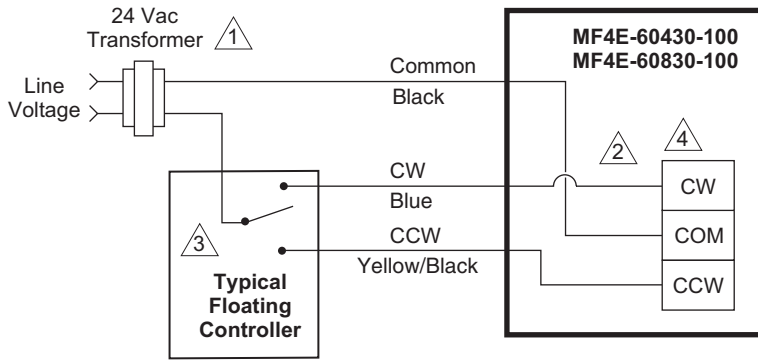 24 Vac
Transformer
1
MF4E-60430-100
MF4E-60830-100
Line
Voltage
Common
Black
2
4
CW
Blue
CW
3
CCW
Yellow/Black
COM
CCW
Typical
Floating
Controller